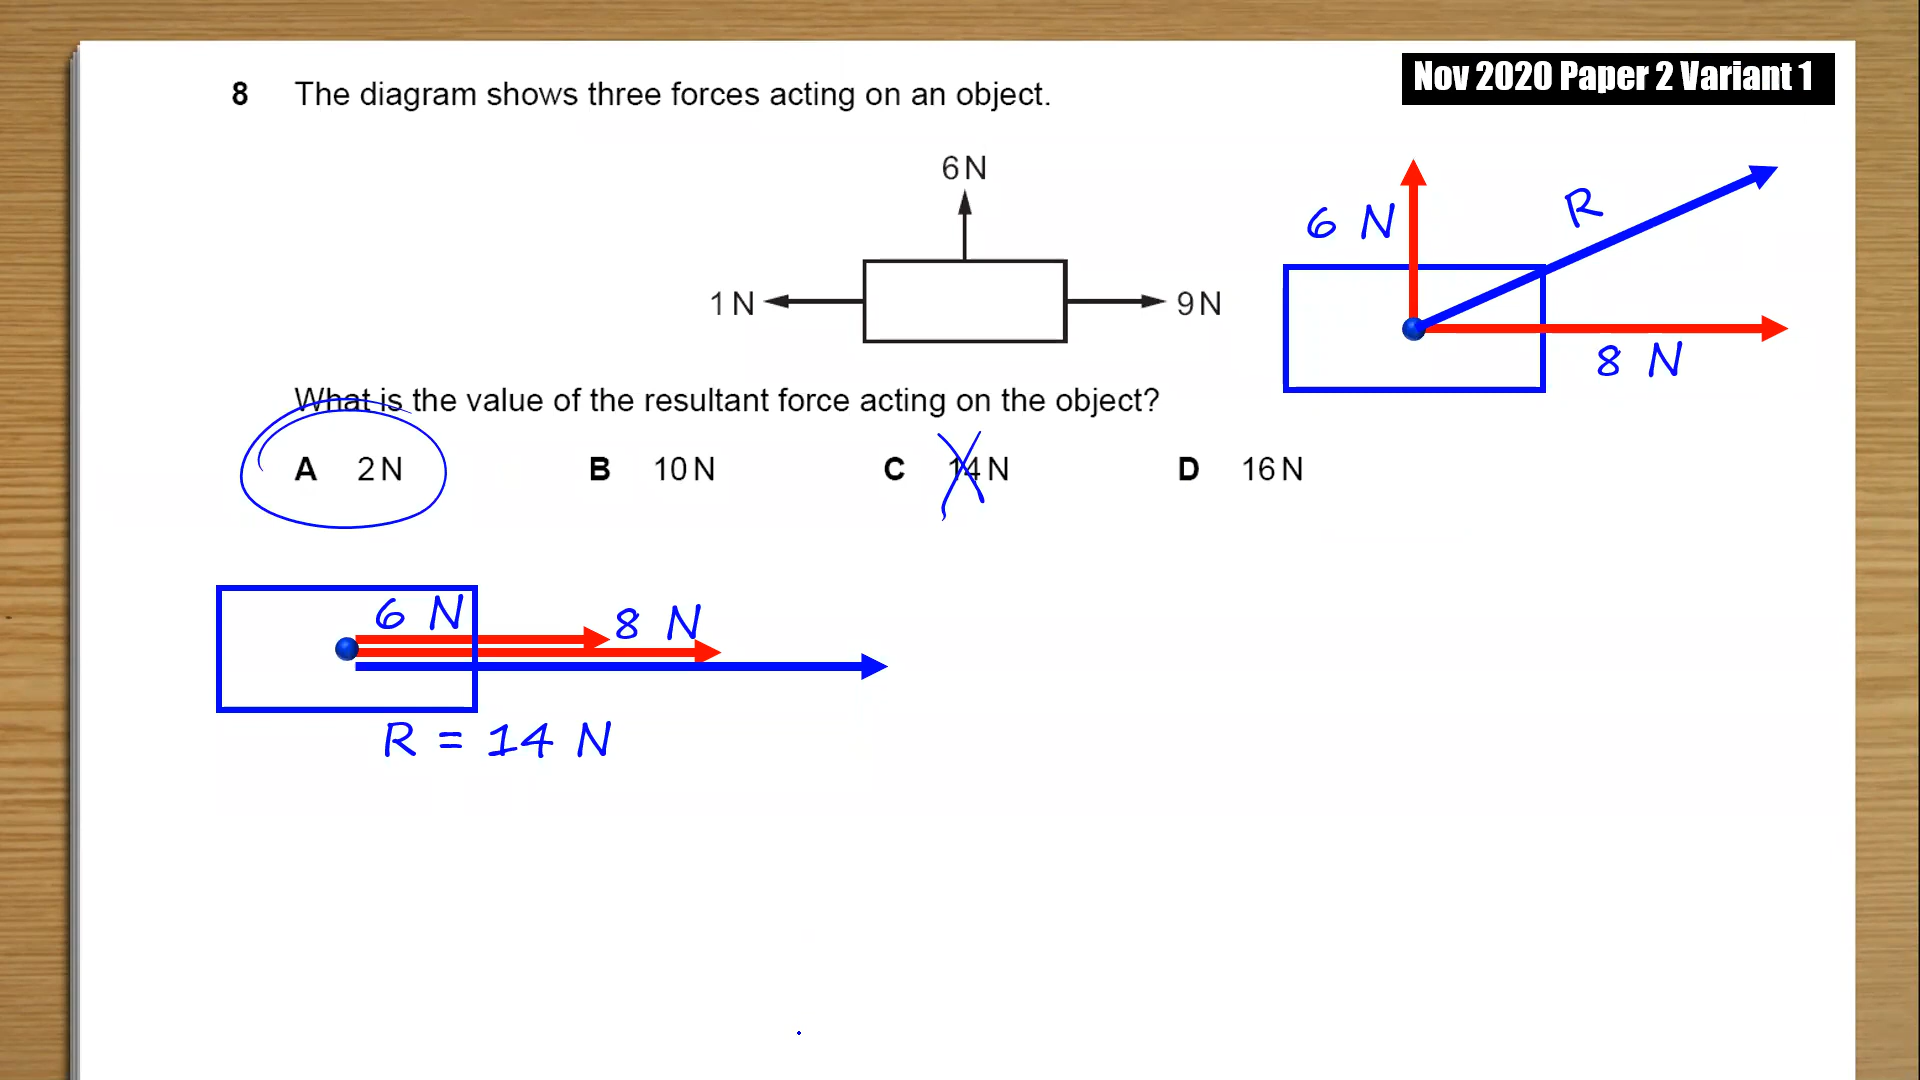 Nov 2020 Paper 2 Variant 1
8 The diagram shows three forces acting on an object.
6 N
1 N
9 N
6 N
R
8 N
What is the value of the resultant force acting on the object?
A 2 N B 10 N C 14 N D 16 N
6 N
8 N
R = 14 N